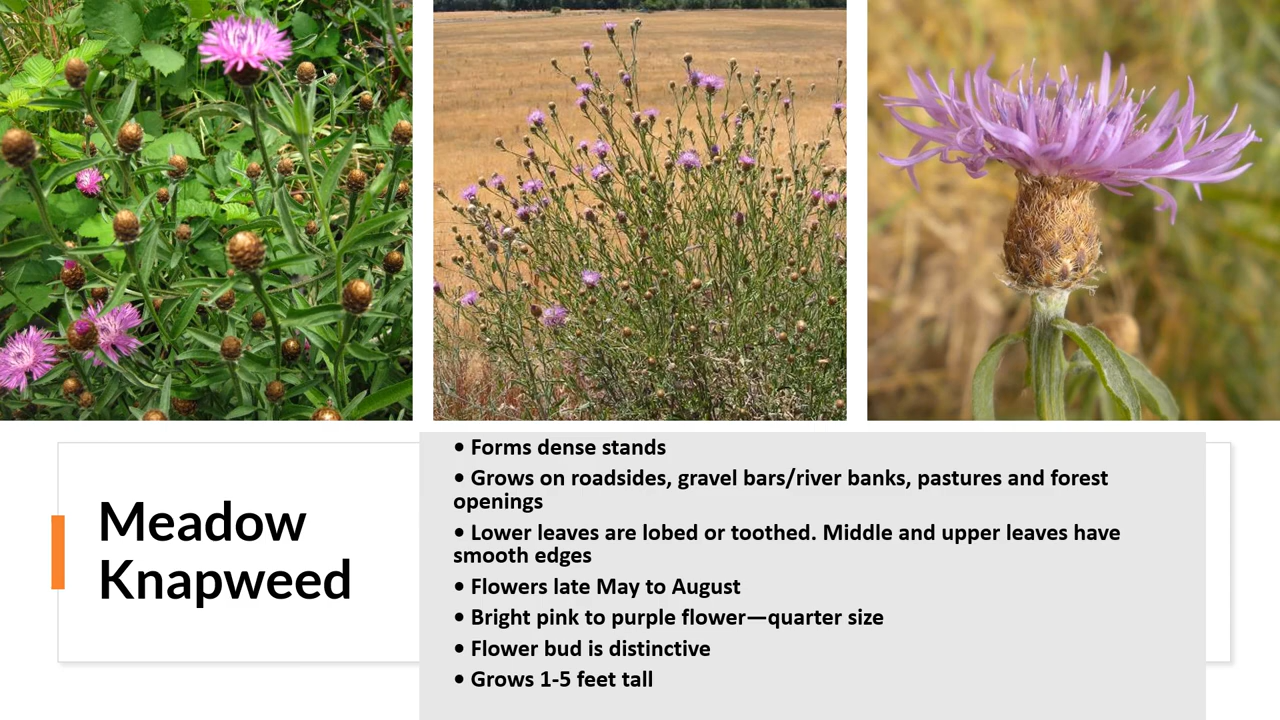 Meadow
Knapweed
• Forms dense stands
• Grows on roadsides, gravel bars/river banks, pastures and forest
openings
• Lower leaves are lobed or toothed. Middle and upper leaves have
smooth edges
• Flowers late May to August
• Bright pink to purple flower—quarter size
• Flower bud is distinctive
• Grows 1-5 feet tall